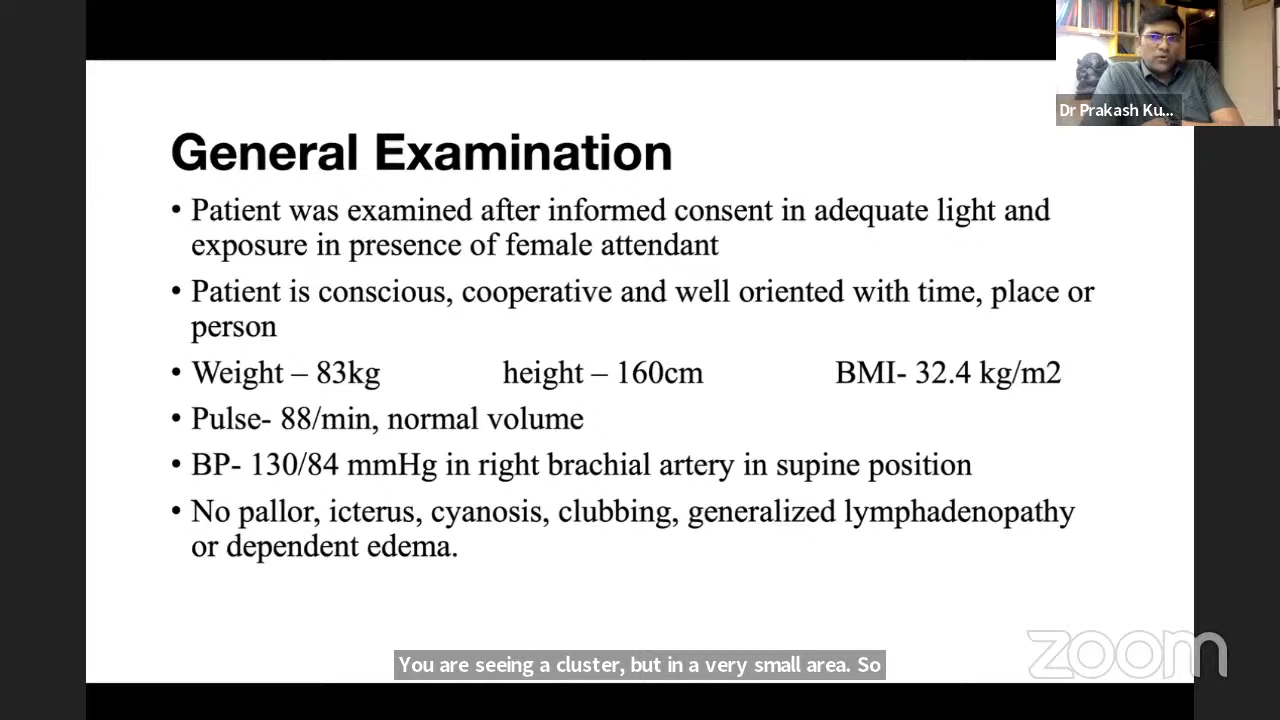 Dr Prakash Ku...
General Examination
• Patient was examined after informed consent in adequate light and
exposure in presence of female attendant
• Patient is conscious, cooperative and well oriented with time, place or
person
• Weight – 83kg height – 160cm BMI- 32.4 kg/m2
• Pulse- 88/min, normal volume
• BP- 130/84 mmHg in right brachial artery in supine position
• No pallor, icterus, cyanosis, clubbing, generalized lymphadenopathy
or dependent edema.
zoom
You are seeing a cluster, but in a very small area. So